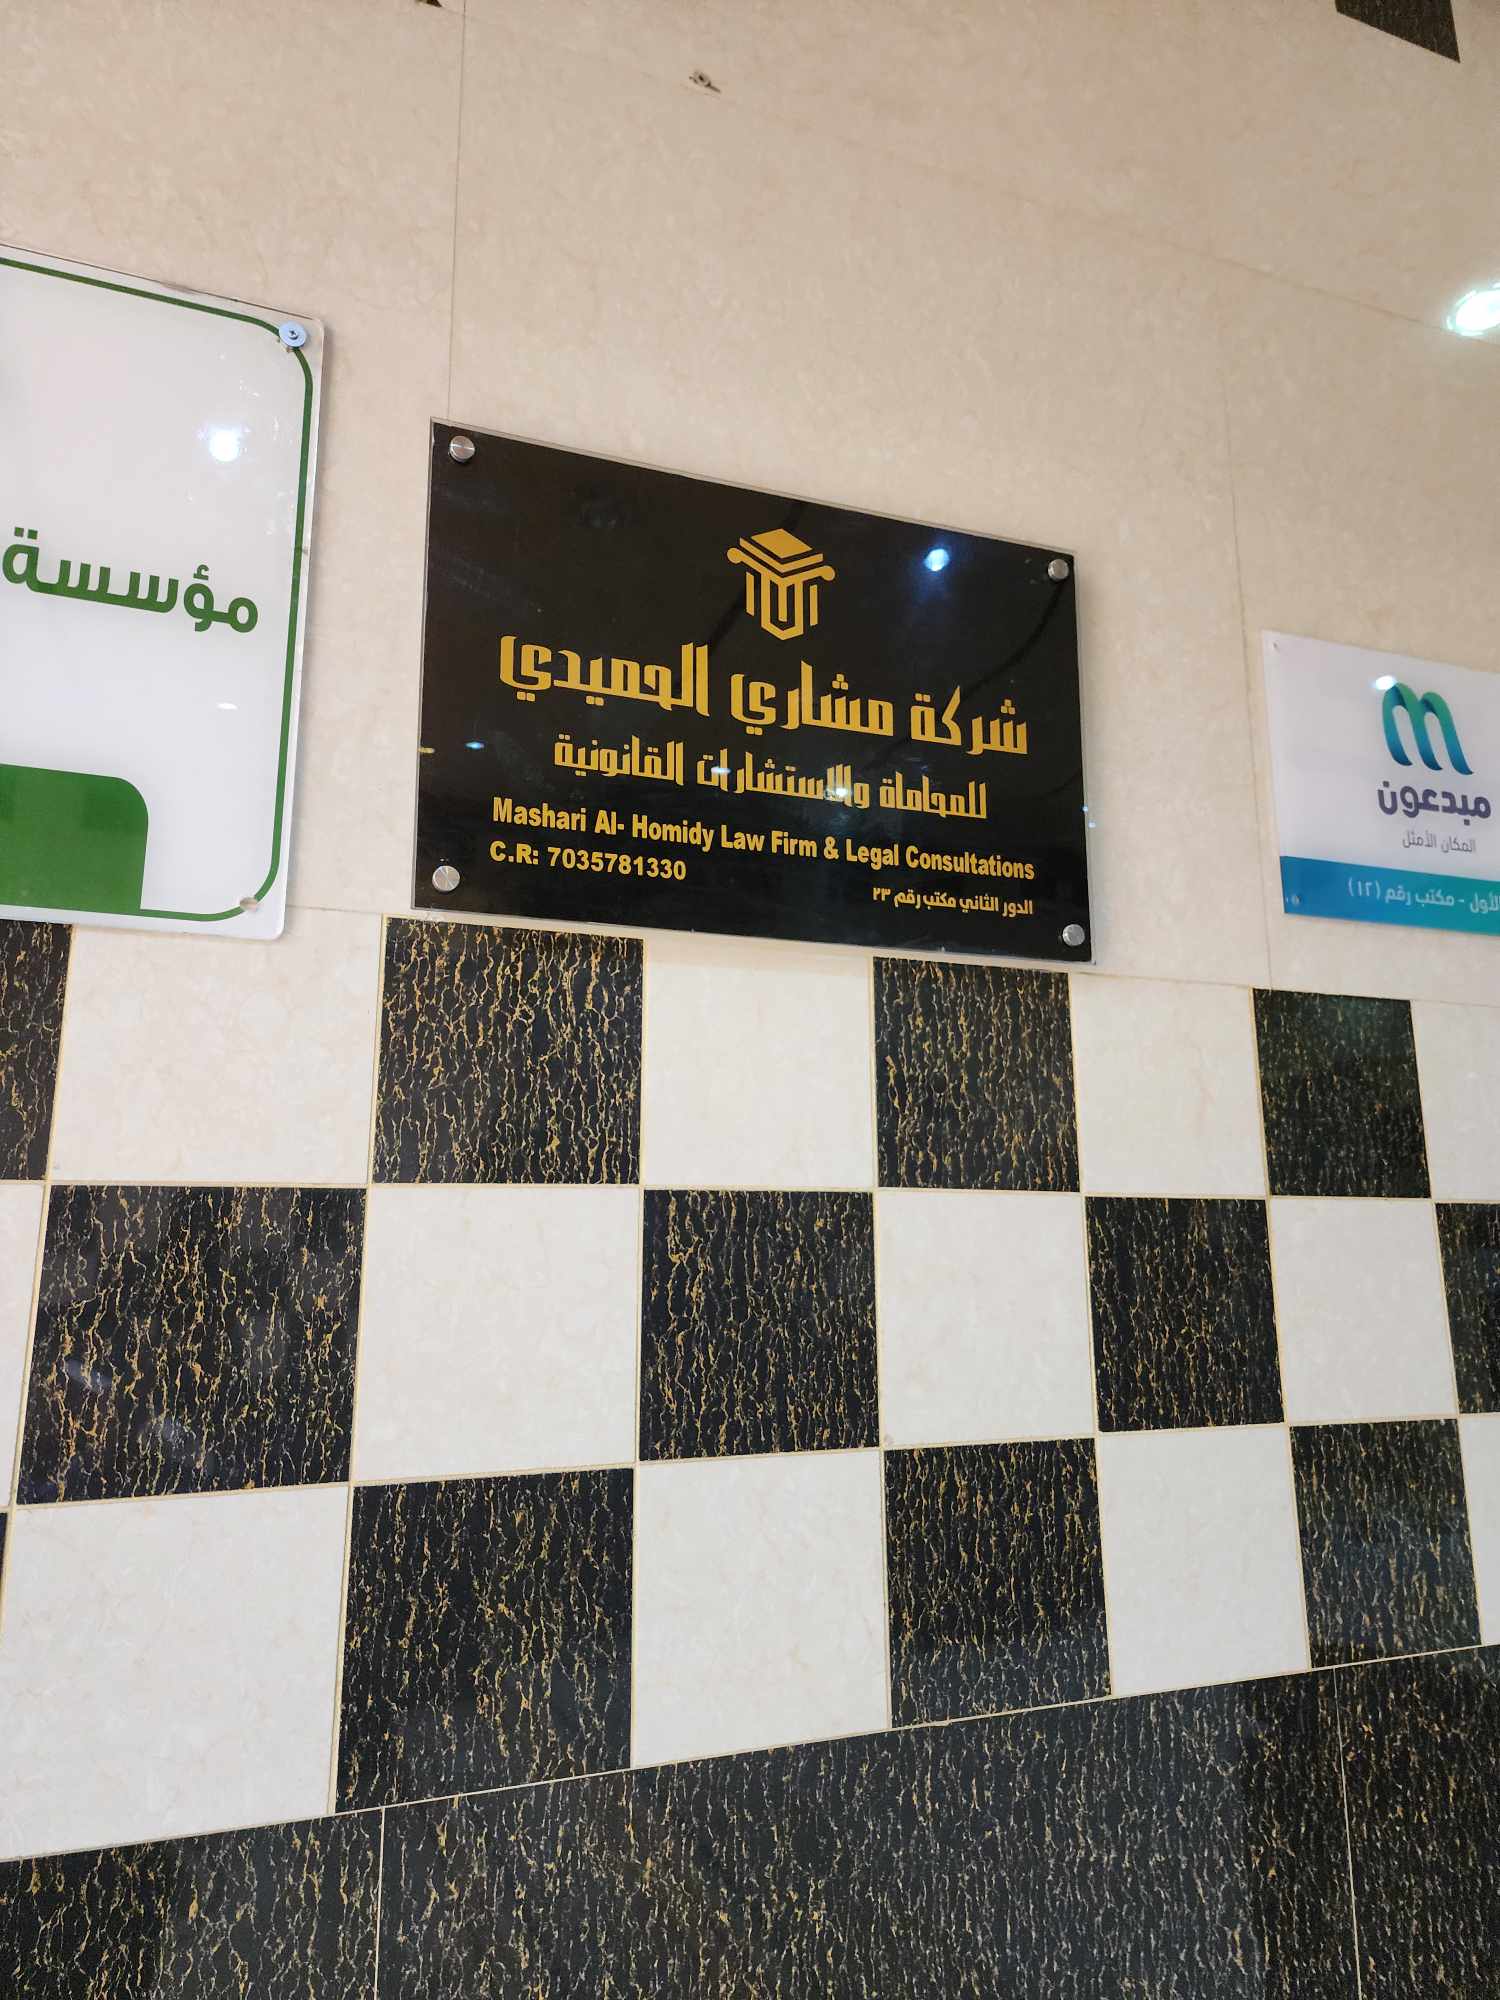 مؤسسة
شركة مشاري الحميدي
للمحاماة والاستشارات القانونية
Mashari Al- Homidy Law Firm & Legal Consultations
C.R: 7035781330
الدور الثاني مكتب رقم ٢٣
مبدعون
المكان الأمثل
الأول - مكتب رقم (١٢)